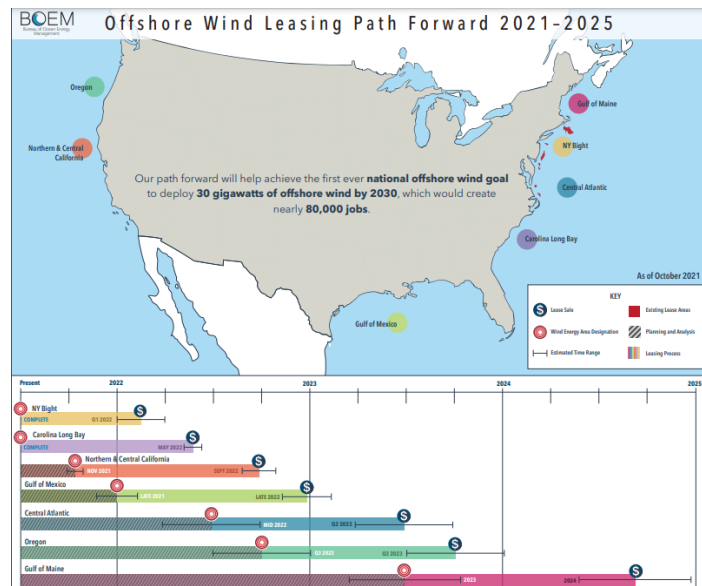 BOEM
Bureau of Ocean Energy
Management
Offshore Wind Leasing Path Forward 2021–2025
Oregon
Gulf of Maine
Northern & Central
California
NY Bight
Our path forward will help achieve the first ever national offshore wind goal
to deploy 30 gigawatts of offshore wind by 2030, which would create
nearly 80,000 jobs.
Central Atlantic
Carolina Long Bay
As of October 2021
Gulf of Mexico
KEY
$ Lease Sale
Existing Lease Areas
Wind Energy Area Designation
Planning and Analysis
Estimated Time Range
Leasing Process
Present 2022 2023 2024 2025
NY Bight
$
COMPLETE Q1 2022
Carolina Long Bay
$
COMPLETE MAY 2022
Northern & Central California
$
NOV 2021 SEPT 2022
Gulf of Mexico
$
LATE 2021 LATE 2022
Central Atlantic
$
MID 2022 Q2 2023
Oregon
$
Q3 2022 Q3 2023
Gulf of Maine
$
2023 2024